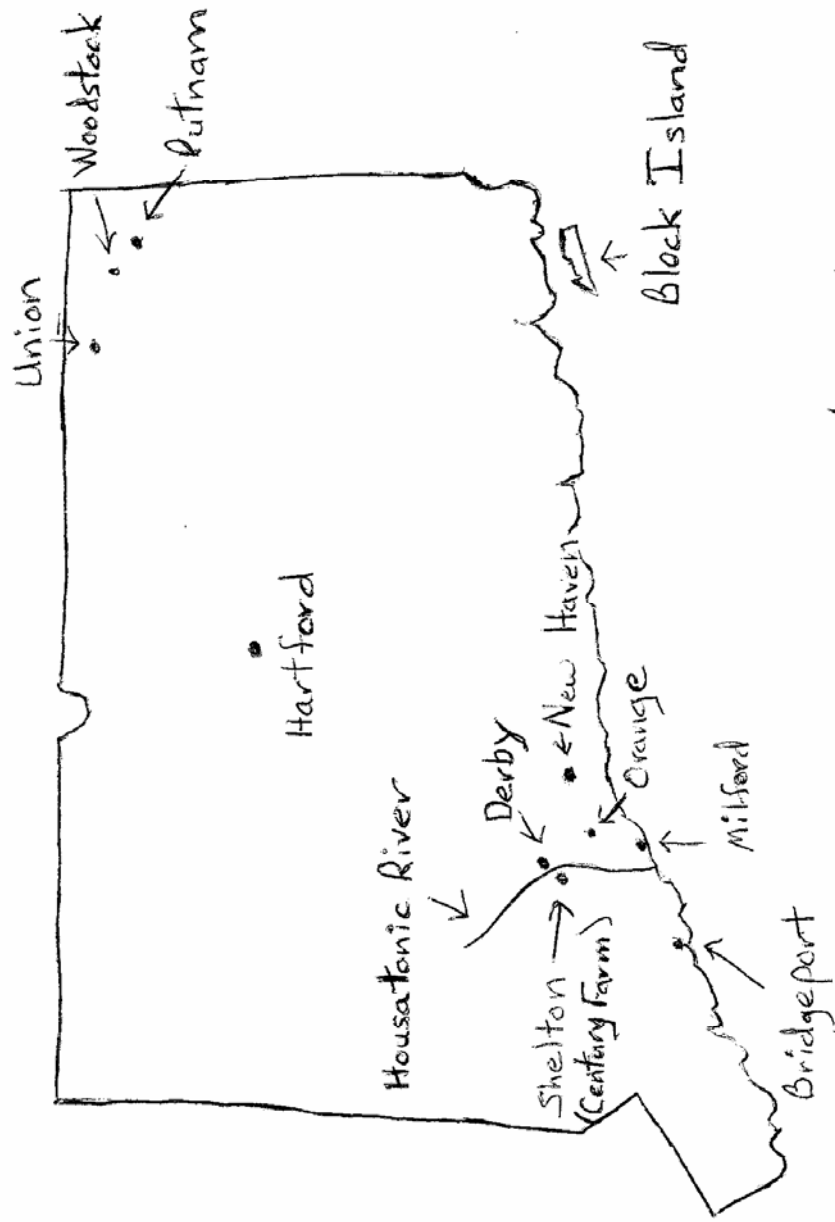 Union
Woodstock
Putnam
Hartford
Housatonic River
Derby
New Haven
Shelton
(Century Farm)
Orange
Milford
Bridgeport
Block Island